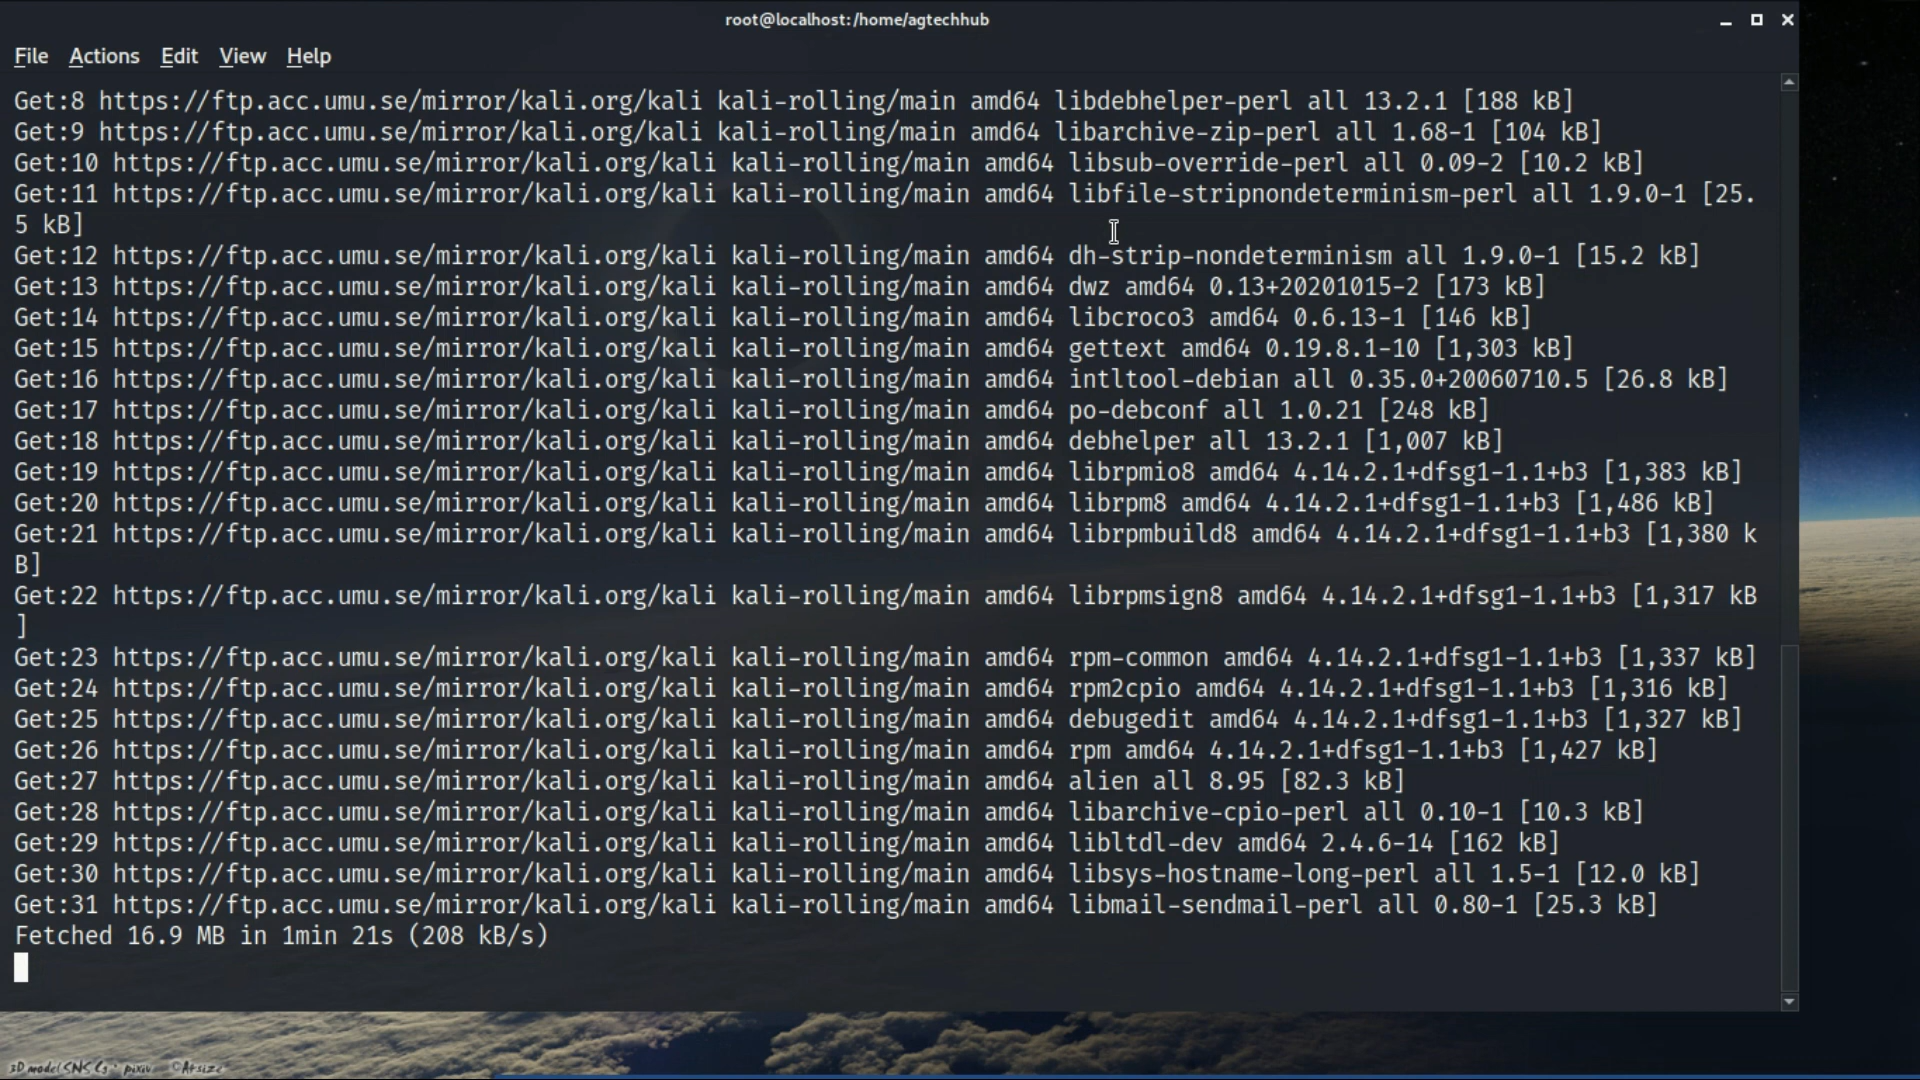 root@localhost:/home/agtechhub
File Actions Edit View Help
Get:8 https://ftp.acc.umu.se/mirror/kali.org/kali kali-rolling/main amd64 libdebhelper-perl all 13.2.1 [188 kB]
Get:9 https://ftp.acc.umu.se/mirror/kali.org/kali kali-rolling/main amd64 libarchive-zip-perl all 1.68-1 [104 kB]
Get:10 https://ftp.acc.umu.se/mirror/kali.org/kali kali-rolling/main amd64 libsub-override-perl all 0.09-2 [10.2 kB]
Get:11 https://ftp.acc.umu.se/mirror/kali.org/kali kali-rolling/main amd64 libfile-stripnondeterminism-perl all 1.9.0-1 [25.
5 kB]
Get:12 https://ftp.acc.umu.se/mirror/kali.org/kali kali-rolling/main amd64 dh-strip-nondeterminism all 1.9.0-1 [15.2 kB]
Get:13 https://ftp.acc.umu.se/mirror/kali.org/kali kali-rolling/main amd64 dwz amd64 0.13+20201015-2 [173 kB]
Get:14 https://ftp.acc.umu.se/mirror/kali.org/kali kali-rolling/main amd64 libcroco3 amd64 0.6.13-1 [146 kB]
Get:15 https://ftp.acc.umu.se/mirror/kali.org/kali kali-rolling/main amd64 gettext amd64 0.19.8.1-10 [1,303 kB]
Get:16 https://ftp.acc.umu.se/mirror/kali.org/kali kali-rolling/main amd64 intltool-debian all 0.35.0+20060710.5 [26.8 kB]
Get:17 https://ftp.acc.umu.se/mirror/kali.org/kali kali-rolling/main amd64 po-debconf all 1.0.21 [248 kB]
Get:18 https://ftp.acc.umu.se/mirror/kali.org/kali kali-rolling/main amd64 debhelper all 13.2.1 [1,007 kB]
Get:19 https://ftp.acc.umu.se/mirror/kali.org/kali kali-rolling/main amd64 librpmio8 amd64 4.14.2.1+dfsg1-1.1+b3 [1,383 kB]
Get:20 https://ftp.acc.umu.se/mirror/kali.org/kali kali-rolling/main amd64 librpm8 amd64 4.14.2.1+dfsg1-1.1+b3 [1,486 kB]
Get:21 https://ftp.acc.umu.se/mirror/kali.org/kali kali-rolling/main amd64 librpmbuild8 amd64 4.14.2.1+dfsg1-1.1+b3 [1,380 k
B]
Get:22 https://ftp.acc.umu.se/mirror/kali.org/kali kali-rolling/main amd64 librpmsign8 amd64 4.14.2.1+dfsg1-1.1+b3 [1,317 kB
]
Get:23 https://ftp.acc.umu.se/mirror/kali.org/kali kali-rolling/main amd64 rpm-common amd64 4.14.2.1+dfsg1-1.1+b3 [1,337 kB]
Get:24 https://ftp.acc.umu.se/mirror/kali.org/kali kali-rolling/main amd64 rpm2cpio amd64 4.14.2.1+dfsg1-1.1+b3 [1,316 kB]
Get:25 https://ftp.acc.umu.se/mirror/kali.org/kali kali-rolling/main amd64 debugedit amd64 4.14.2.1+dfsg1-1.1+b3 [1,327 kB]
Get:26 https://ftp.acc.umu.se/mirror/kali.org/kali kali-rolling/main amd64 rpm amd64 4.14.2.1+dfsg1-1.1+b3 [1,427 kB]
Get:27 https://ftp.acc.umu.se/mirror/kali.org/kali kali-rolling/main amd64 alien all 8.95 [82.3 kB]
Get:28 https://ftp.acc.umu.se/mirror/kali.org/kali kali-rolling/main amd64 libarchive-cpio-perl all 0.10-1 [10.3 kB]
Get:29 https://ftp.acc.umu.se/mirror/kali.org/kali kali-rolling/main amd64 libltdl-dev amd64 2.4.6-14 [162 kB]
Get:30 https://ftp.acc.umu.se/mirror/kali.org/kali kali-rolling/main amd64 libsys-hostname-long-perl all 1.5-1 [12.0 kB]
Get:31 https://ftp.acc.umu.se/mirror/kali.org/kali kali-rolling/main amd64 libmail-sendmail-perl all 0.80-1 [25.3 kB]
Fetched 16.9 MB in 1min 21s (208 kB/s)
3D model SNS pixiv